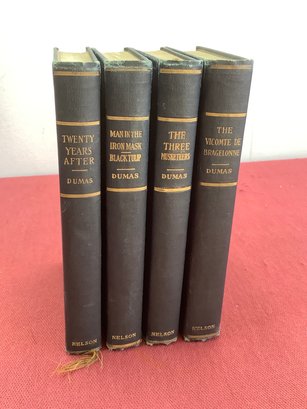 TWENTY
YEARS
AFTER
DUMAS
NELSON
MAN IN THE
IRON MASK
BLACK TULIP
DUMAS
NELSON
THE
THREE
MUSKETEERS
DUMAS
NELSON
THE
VICOMTE DE
BRAGELONNE
DUMAS
NELSON